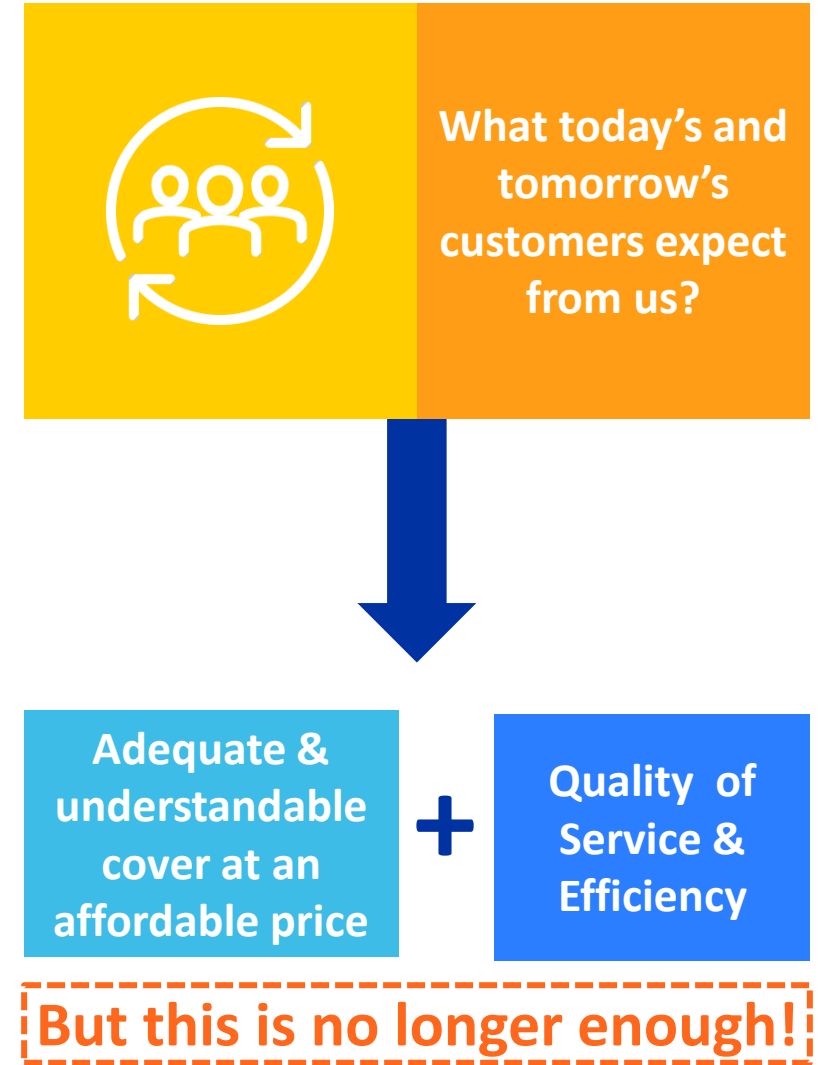 What today’s and
tomorrow’s
customers expect
from us?
Adequate &
understandable
cover at an
affordable price
+
Quality  of
Service &
Efficiency
But this is no longer enough!